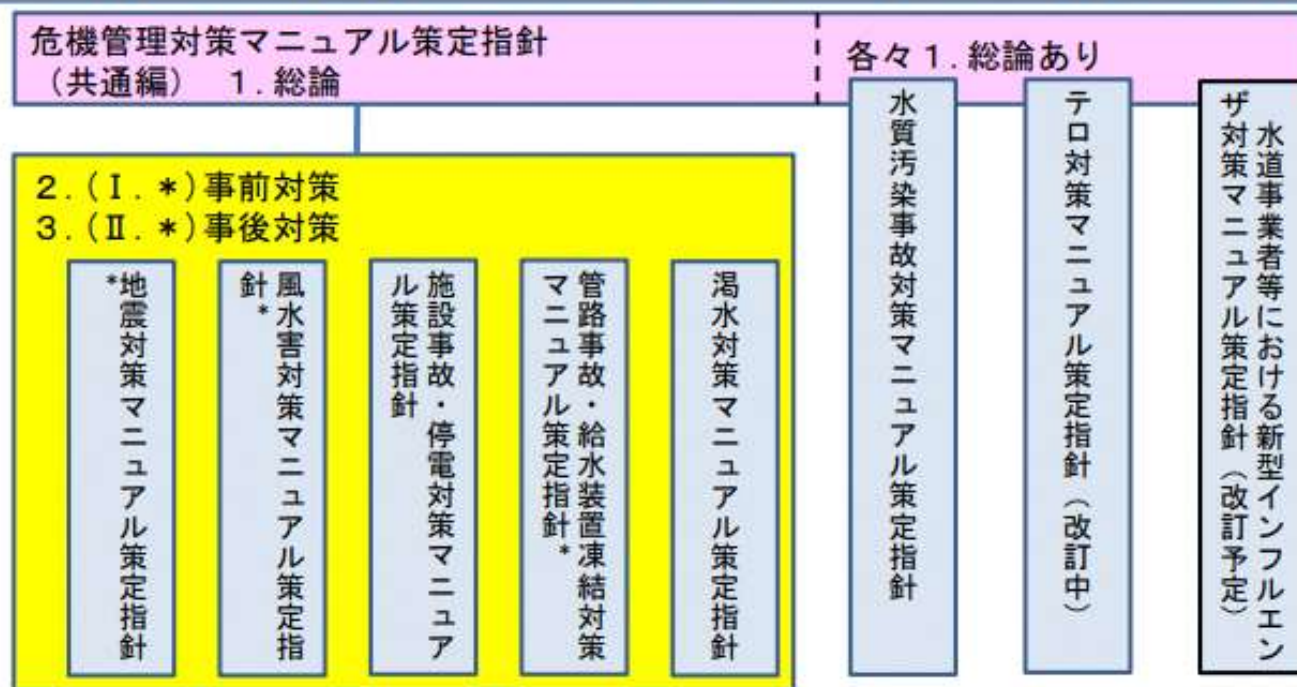 危機管理対策マニュアル策定指針
(共通編) 1.総論
各々1.総論あり
2.(Ⅰ.*)事前対策
3.(Ⅱ.*)事後対策
地震対策マニュアル策定指針
*
風水害対策マニュアル策定指
針*
施設事故・停電対策マニュア
ル策定指針
管路事故・給水装置凍結対策
マニュアル策定指針*
渇水対策マニュアル策定指針
水質汚染事故対策マニュアル策定指針
テロ対策マニュアル策定指針(改訂中)
水道事業者等における新型インフルエン
ザ対策マニュアル策定指針(改訂予定)